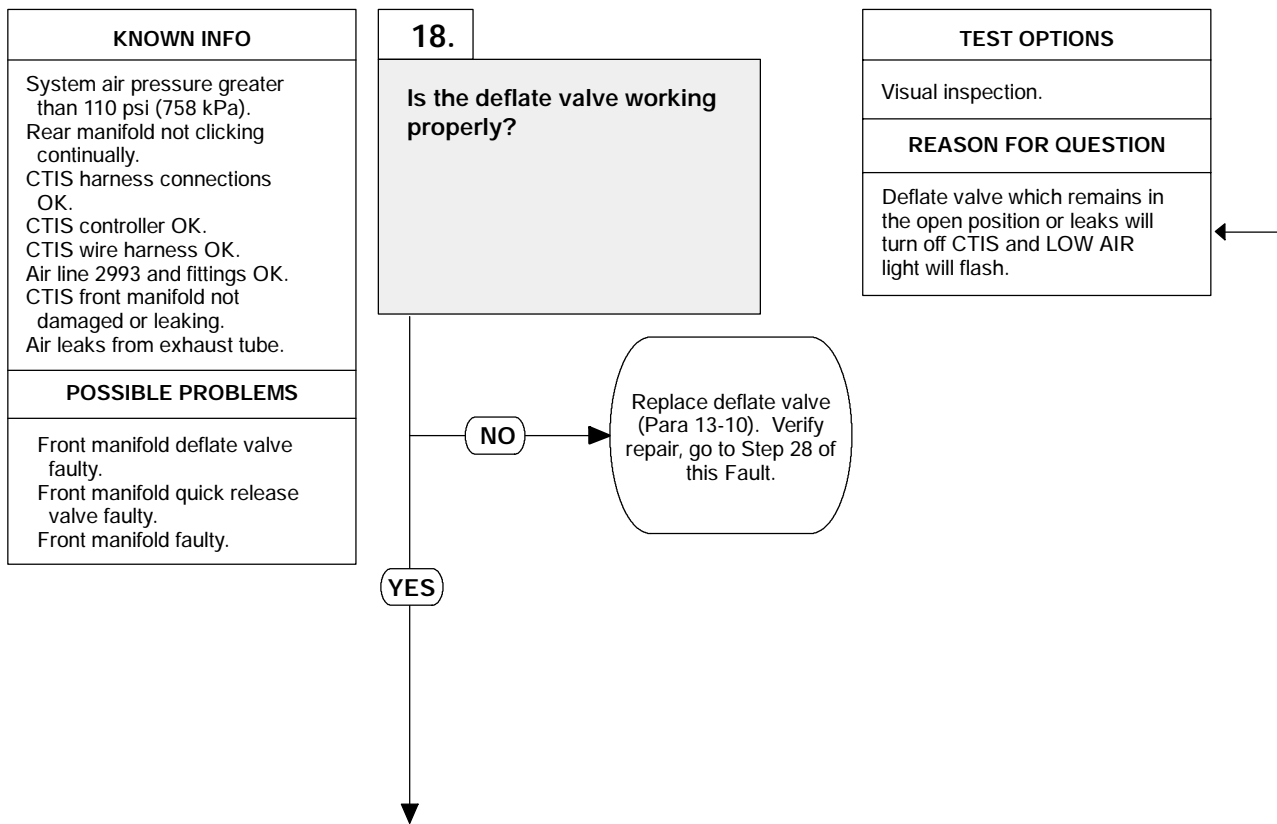 KNOWN INFO
System air pressure greater
than 110 psi (758 kPa).
Rear manifold not clicking
continually.
CTIS harness connections
OK.
CTIS controller OK.
CTIS wire harness OK.
Air line 2993 and fittings OK.
CTIS front manifold not
damaged or leaking.
Air leaks from exhaust tube.
POSSIBLE PROBLEMS
Front manifold deflate valve
faulty.
Front manifold quick release
valve faulty.
Front manifold faulty.
18.
Is the deflate valve working
properly?
NO
Replace deflate valve
(Para 13-10). Verify
repair, go to Step 28 of
this Fault.
YES
TEST OPTIONS
Visual inspection.
REASON FOR QUESTION
Deflate valve which remains in
the open position or leaks will
turn off CTIS and LOW AIR
light will flash.